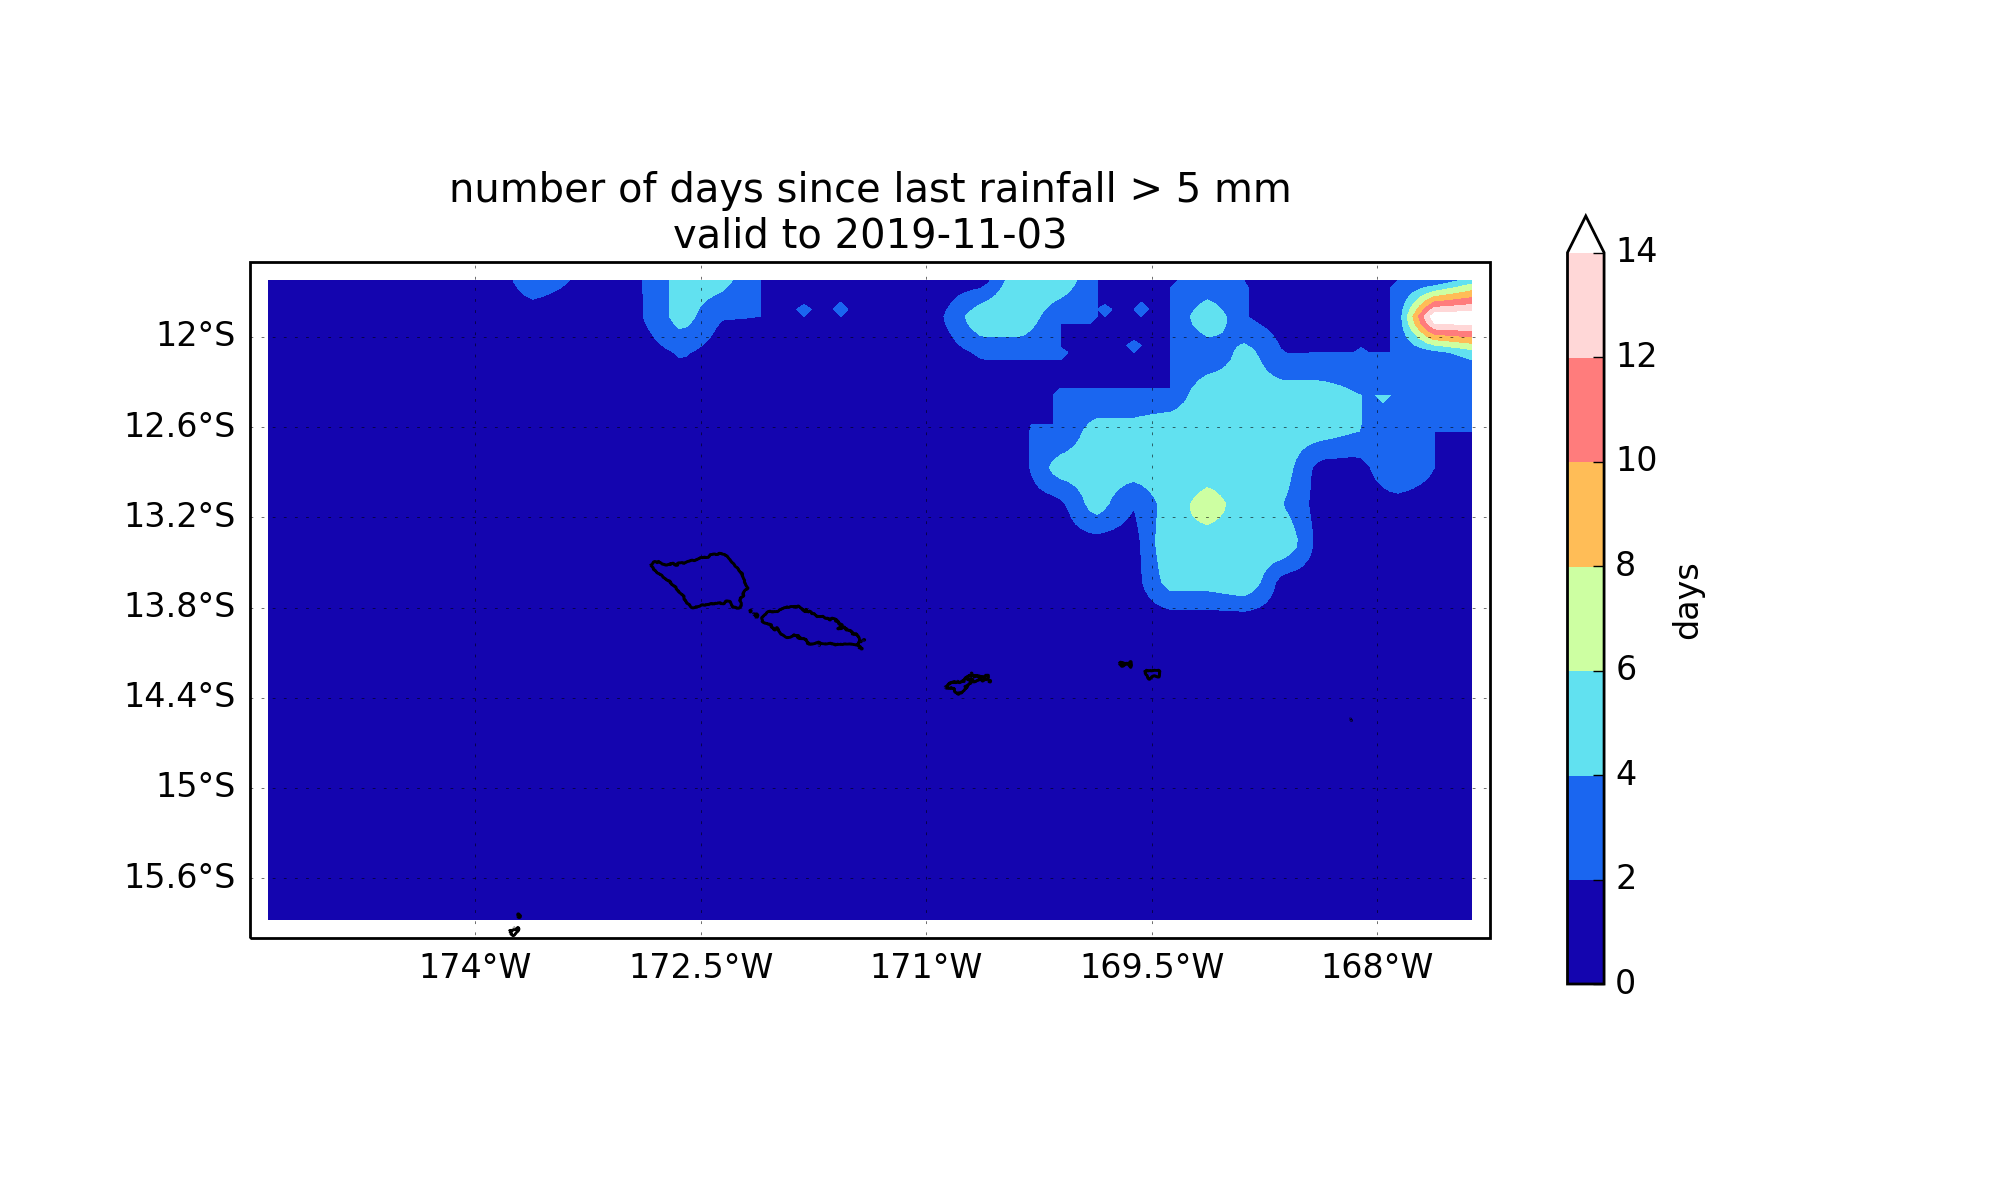 number of days since last rainfall > 5 mm
valid to 2019-11-03
12°S
12.6°S
13.2°S
13.8°S
14.4°S
15°S
15.6°S
174°W
172.5°W
171°W
169.5°W
168°W
14
12
10
8
6
4
2
0
days